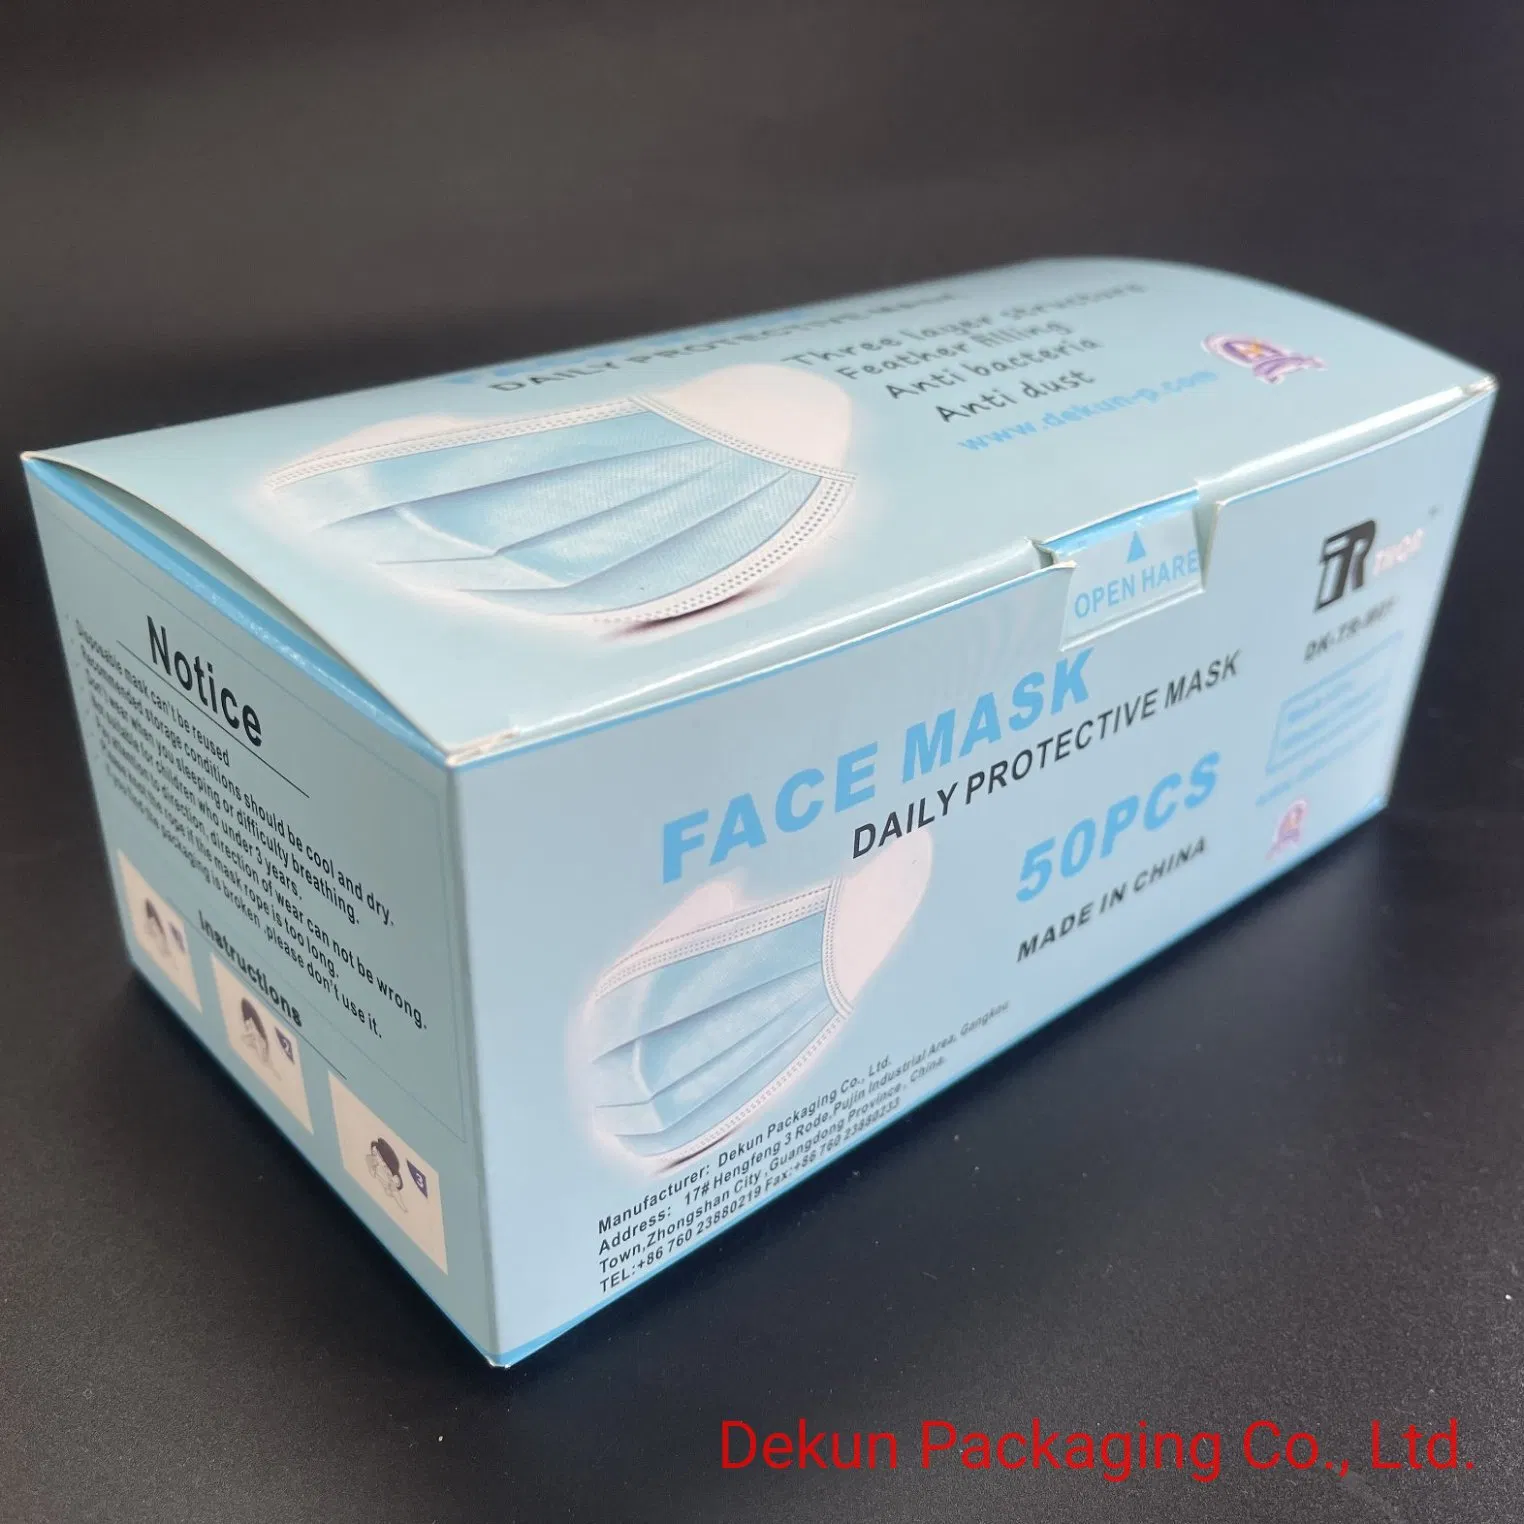 DAILY PROTECTIVE MASK
Three layer structure
Feather filling
Anti bacteria
Anti dust
www.dekun-p.com
OPEN HARE
FACE MASK
DAILY PROTECTIVE MASK
50PCS
MADE IN CHINA
Manufacturer: Dekun Packaging Co., Ltd.
Address: 17# Hengfeng 3 Rode,Pujin Industrial Area, Gangkou
Town,Zhongshan City ,Guangdong Province, China.
TEL:+86 760 23880219 Fax:+86 760 23880233
Notice
Disposable mask can't be reused
Recommended storage conditions should be cool and dry.
Don't wear when you sleeping or difficulty breathing.
Not suitable for children who under 3 years.
Pay attention to direction, direction of wear can not be wrong.
Please knot the rope if the mask rope is too long.
If you find the packaging is broken ,please don't use it.
Instructions
2
3
Dekun Packaging Co., Ltd.